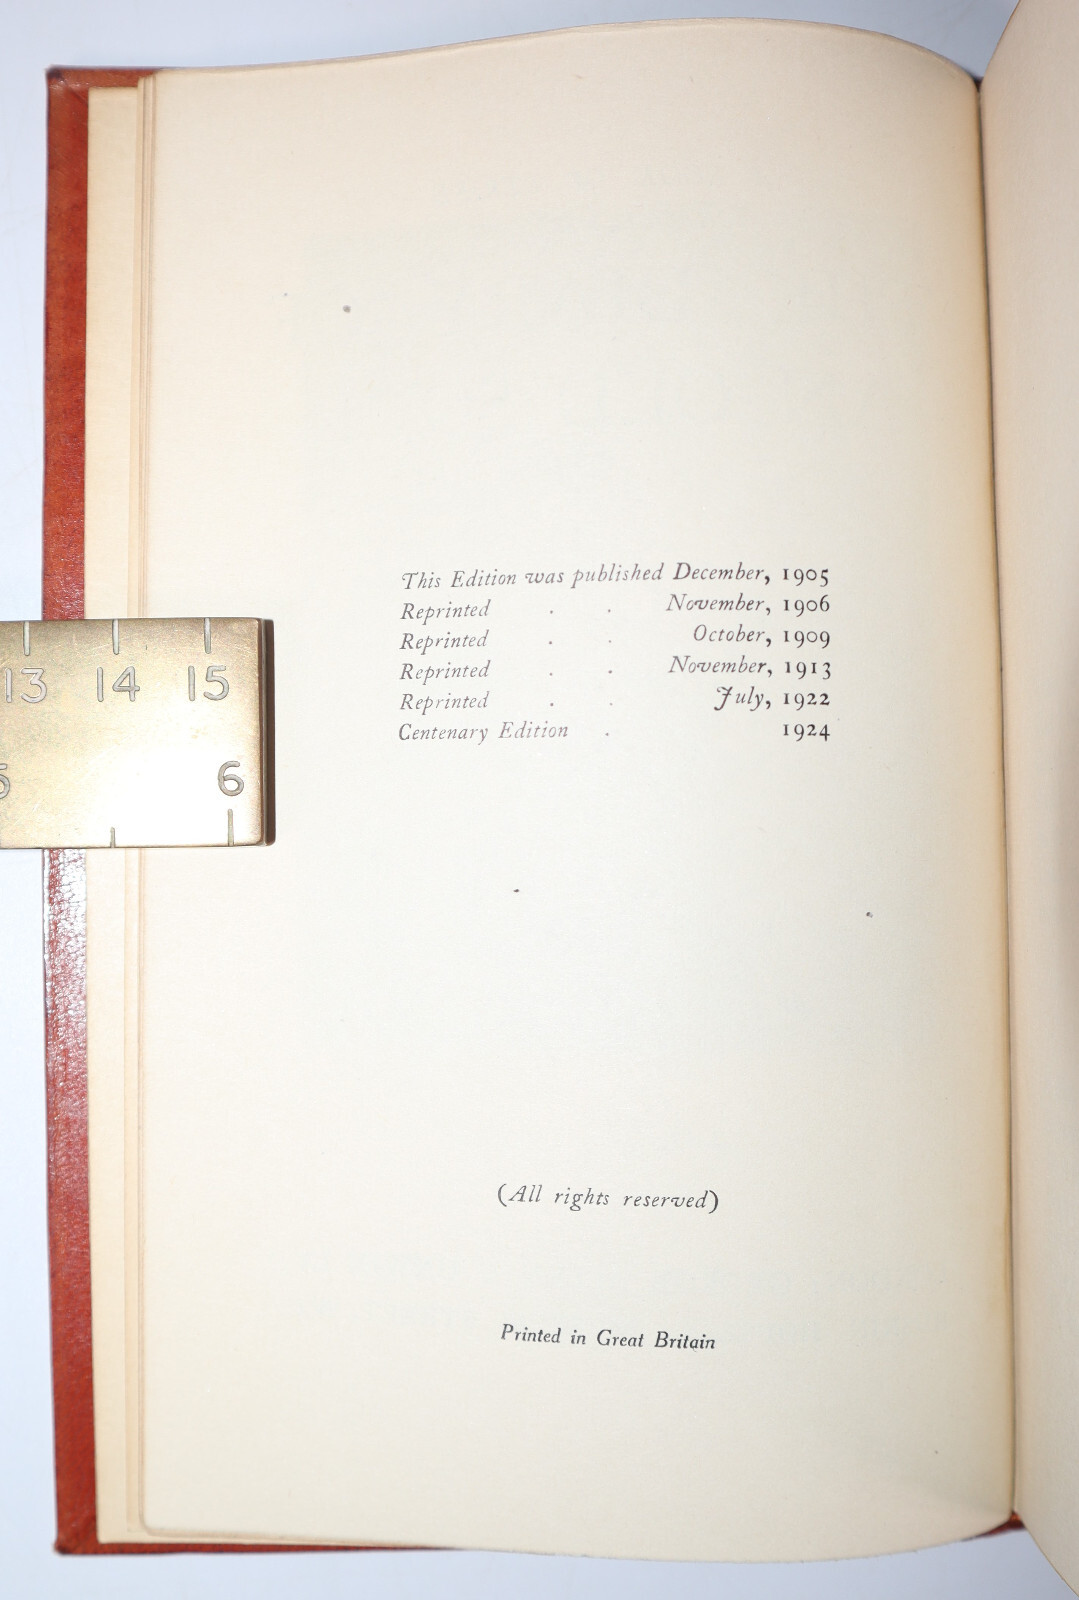 This Edition was published December, 1905
Reprinted . . November, 1906
Reprinted . . October, 1909
Reprinted . . November, 1913
Reprinted . . July, 1922
Centenary Edition . 1924
13 14 15
6
(All rights reserved)
Printed in Great Britain